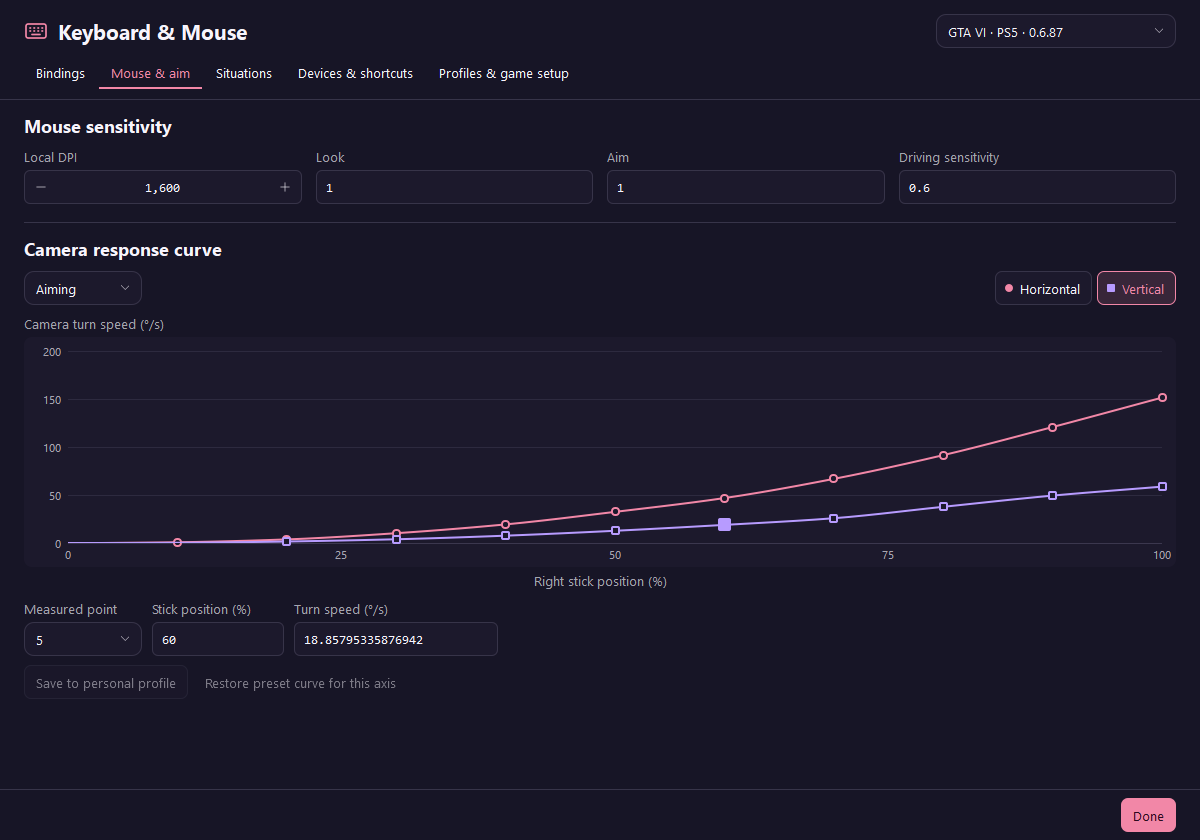 Keyboard & Mouse
GTA VI · PS5 · 0.6.87
Bindings
Mouse & aim
Situations
Devices & shortcuts
Profiles & game setup
Mouse sensitivity
Local DPI
Look
Aim
Driving sensitivity
− 1,600 +
1
1
0.6
Camera response curve
Aiming
Horizontal
Vertical
Camera turn speed (°/s)
200
150
100
50
0
0
25
50
75
100
Right stick position (%)
Measured point
Stick position (%)
Turn speed (°/s)
5
60
18.85795335876942
Save to personal profile
Restore preset curve for this axis
Done